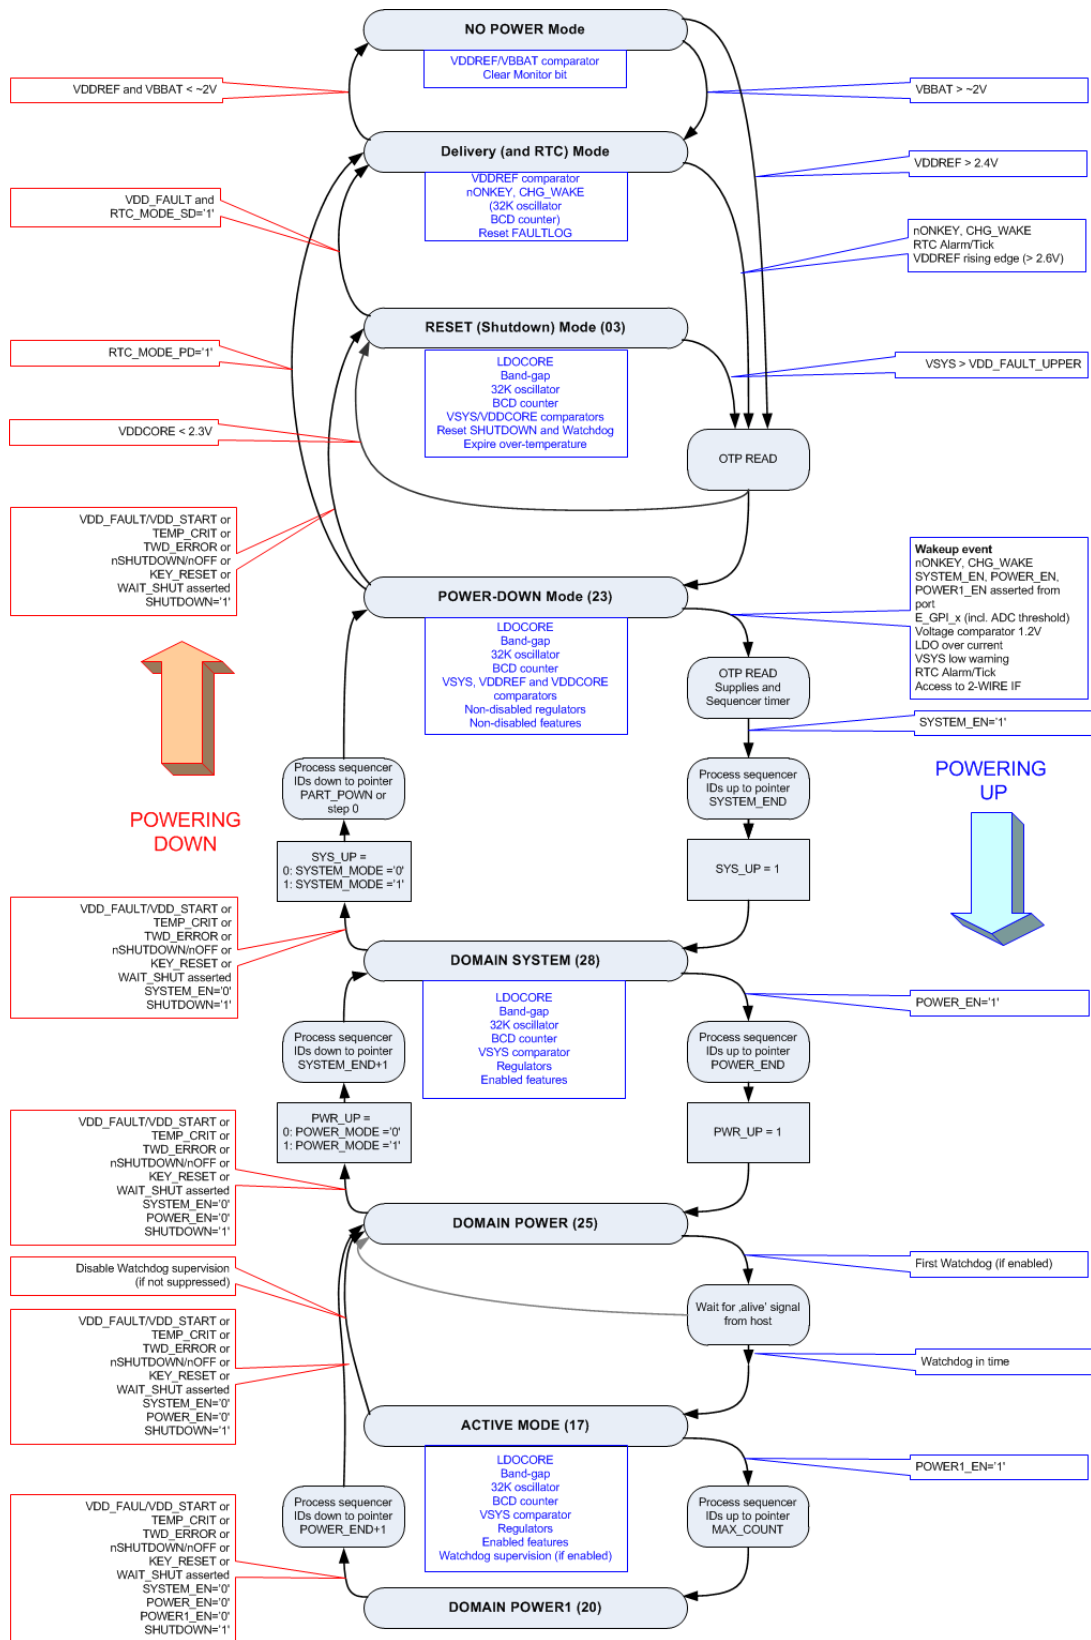 NO POWER Mode
VDDREF/VBBAT comparator
Clear Monitor bit
VDDREF and VBBAT < ~2V
VBBAT > ~2V
Delivery (and RTC) Mode
VDDREF comparator
nONKEY, CHG_WAKE
(32K oscillator
BCD counter)
Reset FAULTLOG
VDDREF > 2.4V
VDD_FAULT and
RTC_MODE_SD='1'
nONKEY, CHG_WAKE
RTC Alarm/Tick
VDDREF rising edge (> 2.6V)
RESET (Shutdown) Mode (03)
LDOCORE
Band-gap
32K oscillator
BCD counter
VSYS/VDDCORE comparators
Reset SHUTDOWN and Watchdog
Expire over-temperature
RTC_MODE_PD='1'
VSYS > VDD_FAULT_UPPER
VDDCORE < 2.3V
OTP READ
VDD_FAULT/VDD_START or
TEMP_CRIT or
TWD_ERROR or
nSHUTDOWN/nOFF or
KEY_RESET or
WAIT_SHUT asserted
SHUTDOWN='1'
Wakeup event
nONKEY, CHG_WAKE
SYSTEM_EN, POWER_EN,
POWER1_EN asserted from
port
E_GPI_x (incl. ADC threshold)
Voltage comparator 1.2V
LDO over current
VSYS low warning
RTC Alarm/Tick
Access to 2-WIRE IF
POWER-DOWN Mode (23)
LDOCORE
Band-gap
32K oscillator
BCD counter
VSYS, VDDREF and VDDCORE
comparators
Non-disabled regulators
Non-disabled features
OTP READ
Supplies and
Sequencer timer
SYSTEM_EN='1'
Process sequencer
IDs down to pointer
PART_POWN or
step 0
Process sequencer
IDs up to pointer
SYSTEM_END
POWERING
UP
POWERING
DOWN
SYS_UP =
0: SYSTEM_MODE ='0'
1: SYSTEM_MODE ='1'
SYS_UP = 1
VDD_FAULT/VDD_START or
TEMP_CRIT or
TWD_ERROR or
nSHUTDOWN/nOFF or
KEY_RESET or
WAIT_SHUT asserted
SYSTEM_EN='0'
SHUTDOWN='1'
DOMAIN SYSTEM (28)
LDOCORE
Band-gap
32K oscillator
BCD counter
VSYS comparator
Regulators
Enabled features
POWER_EN='1'
Process sequencer
IDs down to pointer
SYSTEM_END+1
Process sequencer
IDs up to pointer
POWER_END
PWR_UP =
0: POWER_MODE ='0'
1: POWER_MODE ='1'
PWR_UP = 1
VDD_FAULT/VDD_START or
TEMP_CRIT or
TWD_ERROR or
nSHUTDOWN/nOFF or
KEY_RESET or
WAIT_SHUT asserted
SYSTEM_EN='0'
POWER_EN='0'
SHUTDOWN='1'
DOMAIN POWER (25)
Disable Watchdog supervision
(if not suppressed)
First Watchdog (if enabled)
Wait for ‚alive' signal
from host
VDD_FAULT/VDD_START or
TEMP_CRIT or
TWD_ERROR or
nSHUTDOWN/nOFF or
KEY_RESET or
WAIT_SHUT asserted
SYSTEM_EN='0'
POWER_EN='0'
SHUTDOWN='1'
Watchdog in time
ACTIVE MODE (17)
LDOCORE
Band-gap
32K oscillator
BCD counter
VSYS comparator
Regulators
Enabled features
Watchdog supervision (if enabled)
POWER1_EN='1'
Process sequencer
IDs down to pointer
POWER_END+1
Process sequencer
IDs up to pointer
MAX_COUNT
VDD_FAUL/VDD_START or
TEMP_CRIT or
TWD_ERROR or
nSHUTDOWN/nOFF or
KEY_RESET or
WAIT_SHUT asserted
SYSTEM_EN='0'
POWER_EN='0'
POWER1_EN='0'
SHUTDOWN='1'
DOMAIN POWER1 (20)